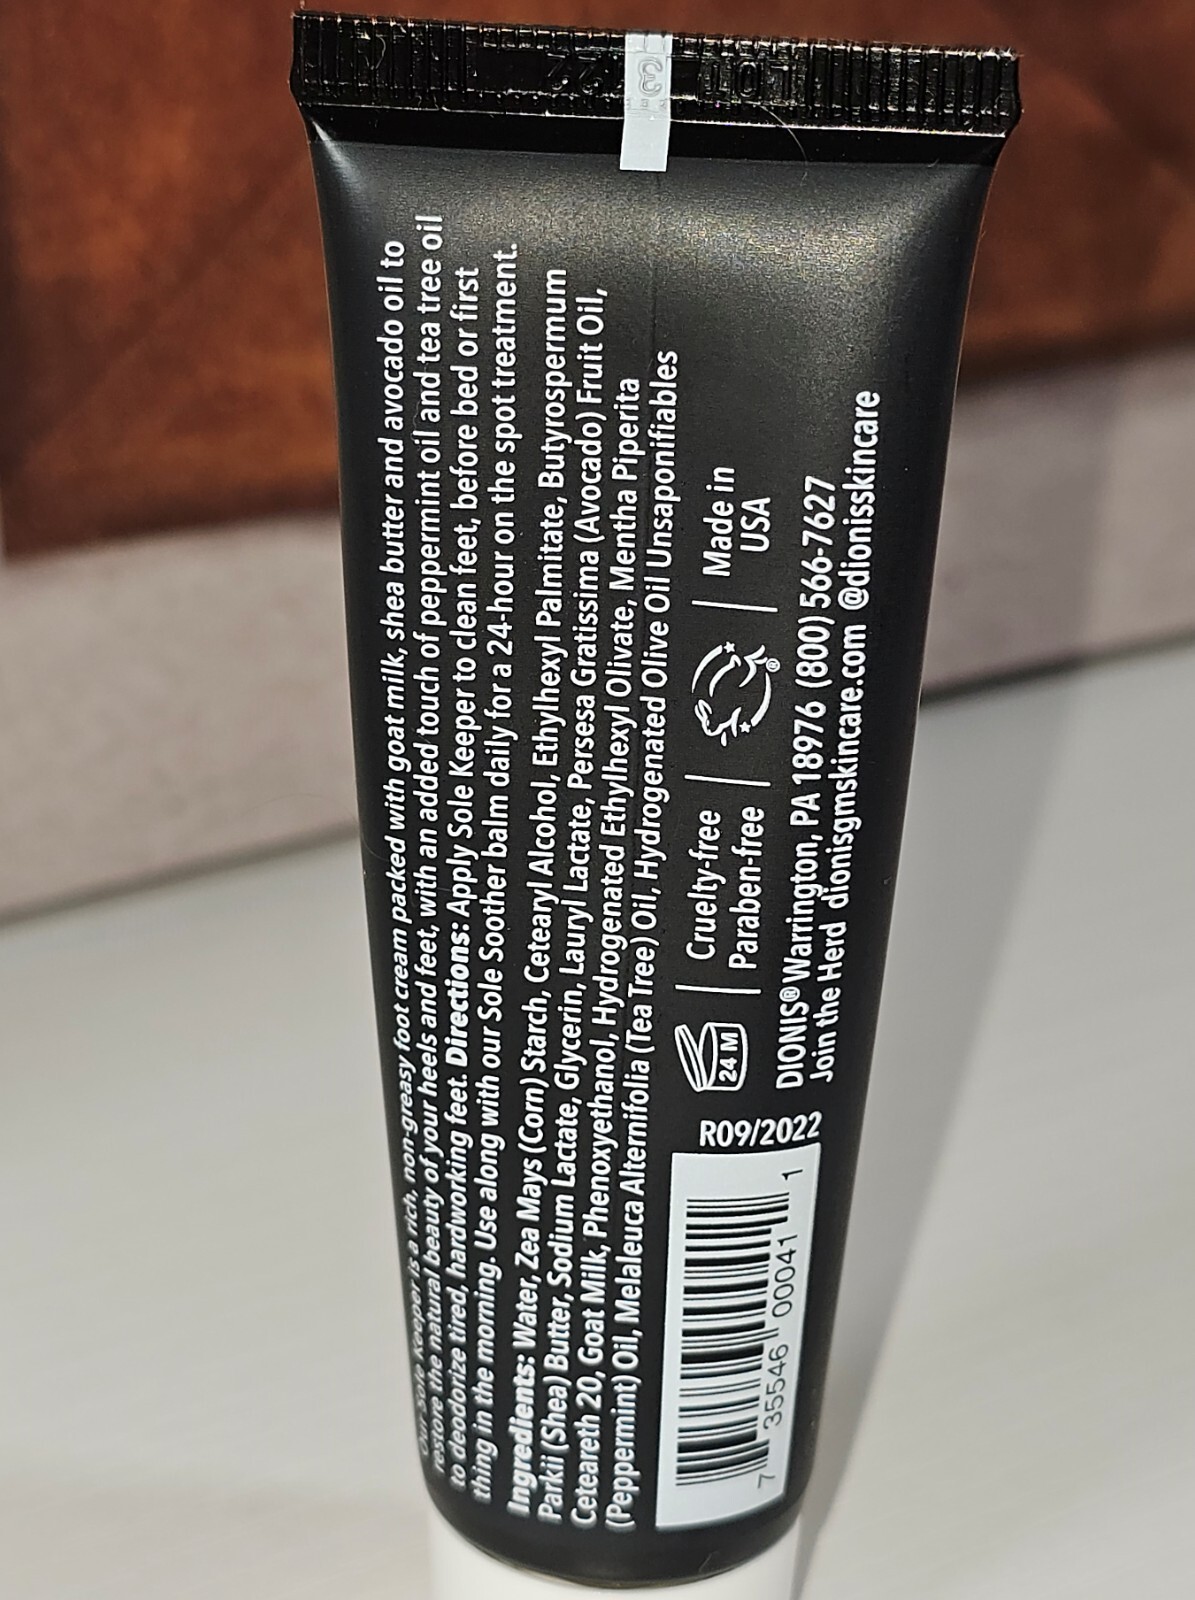 Our Sole Keeper is a rich, non-greasy foot cream packed with goat milk, shea butter and avocado oil to
restore the natural beauty of your heels and feet, with an added touch of peppermint oil and tea tree oil
to deodorize tired, hardworking feet. Directions: Apply Sole Keeper to clean feet, before bed or first
thing in the morning. Use along with our Sole Soother balm daily for a 24-hour on the spot treatment.
Ingredients: Water, Zea Mays (Corn) Starch, Cetearyl Alcohol, Ethylhexyl Palmitate, Butyrospermum
Parkii (Shea) Butter, Sodium Lactate, Glycerin, Lauryl Lactate, Persesa Gratissima (Avocado) Fruit Oil,
Ceteareth 20, Goat Milk, Phenoxyethanol, Hydrogenated Ethylhexyl Olivate, Mentha Piperita
(Peppermint) Oil, Melaleuca Alternifolia (Tea Tree) Oil, Hydrogenated Olive Oil Unsaponifiables
24 M
Cruelty-free
Paraben-free
®
Made in
USA
R09/2022
DIONIS® Warrington, PA 18976 (800) 566-7627
Join the Herd dionisgmskincare.com @dionisskincare
7 35546 00041 1
LOT